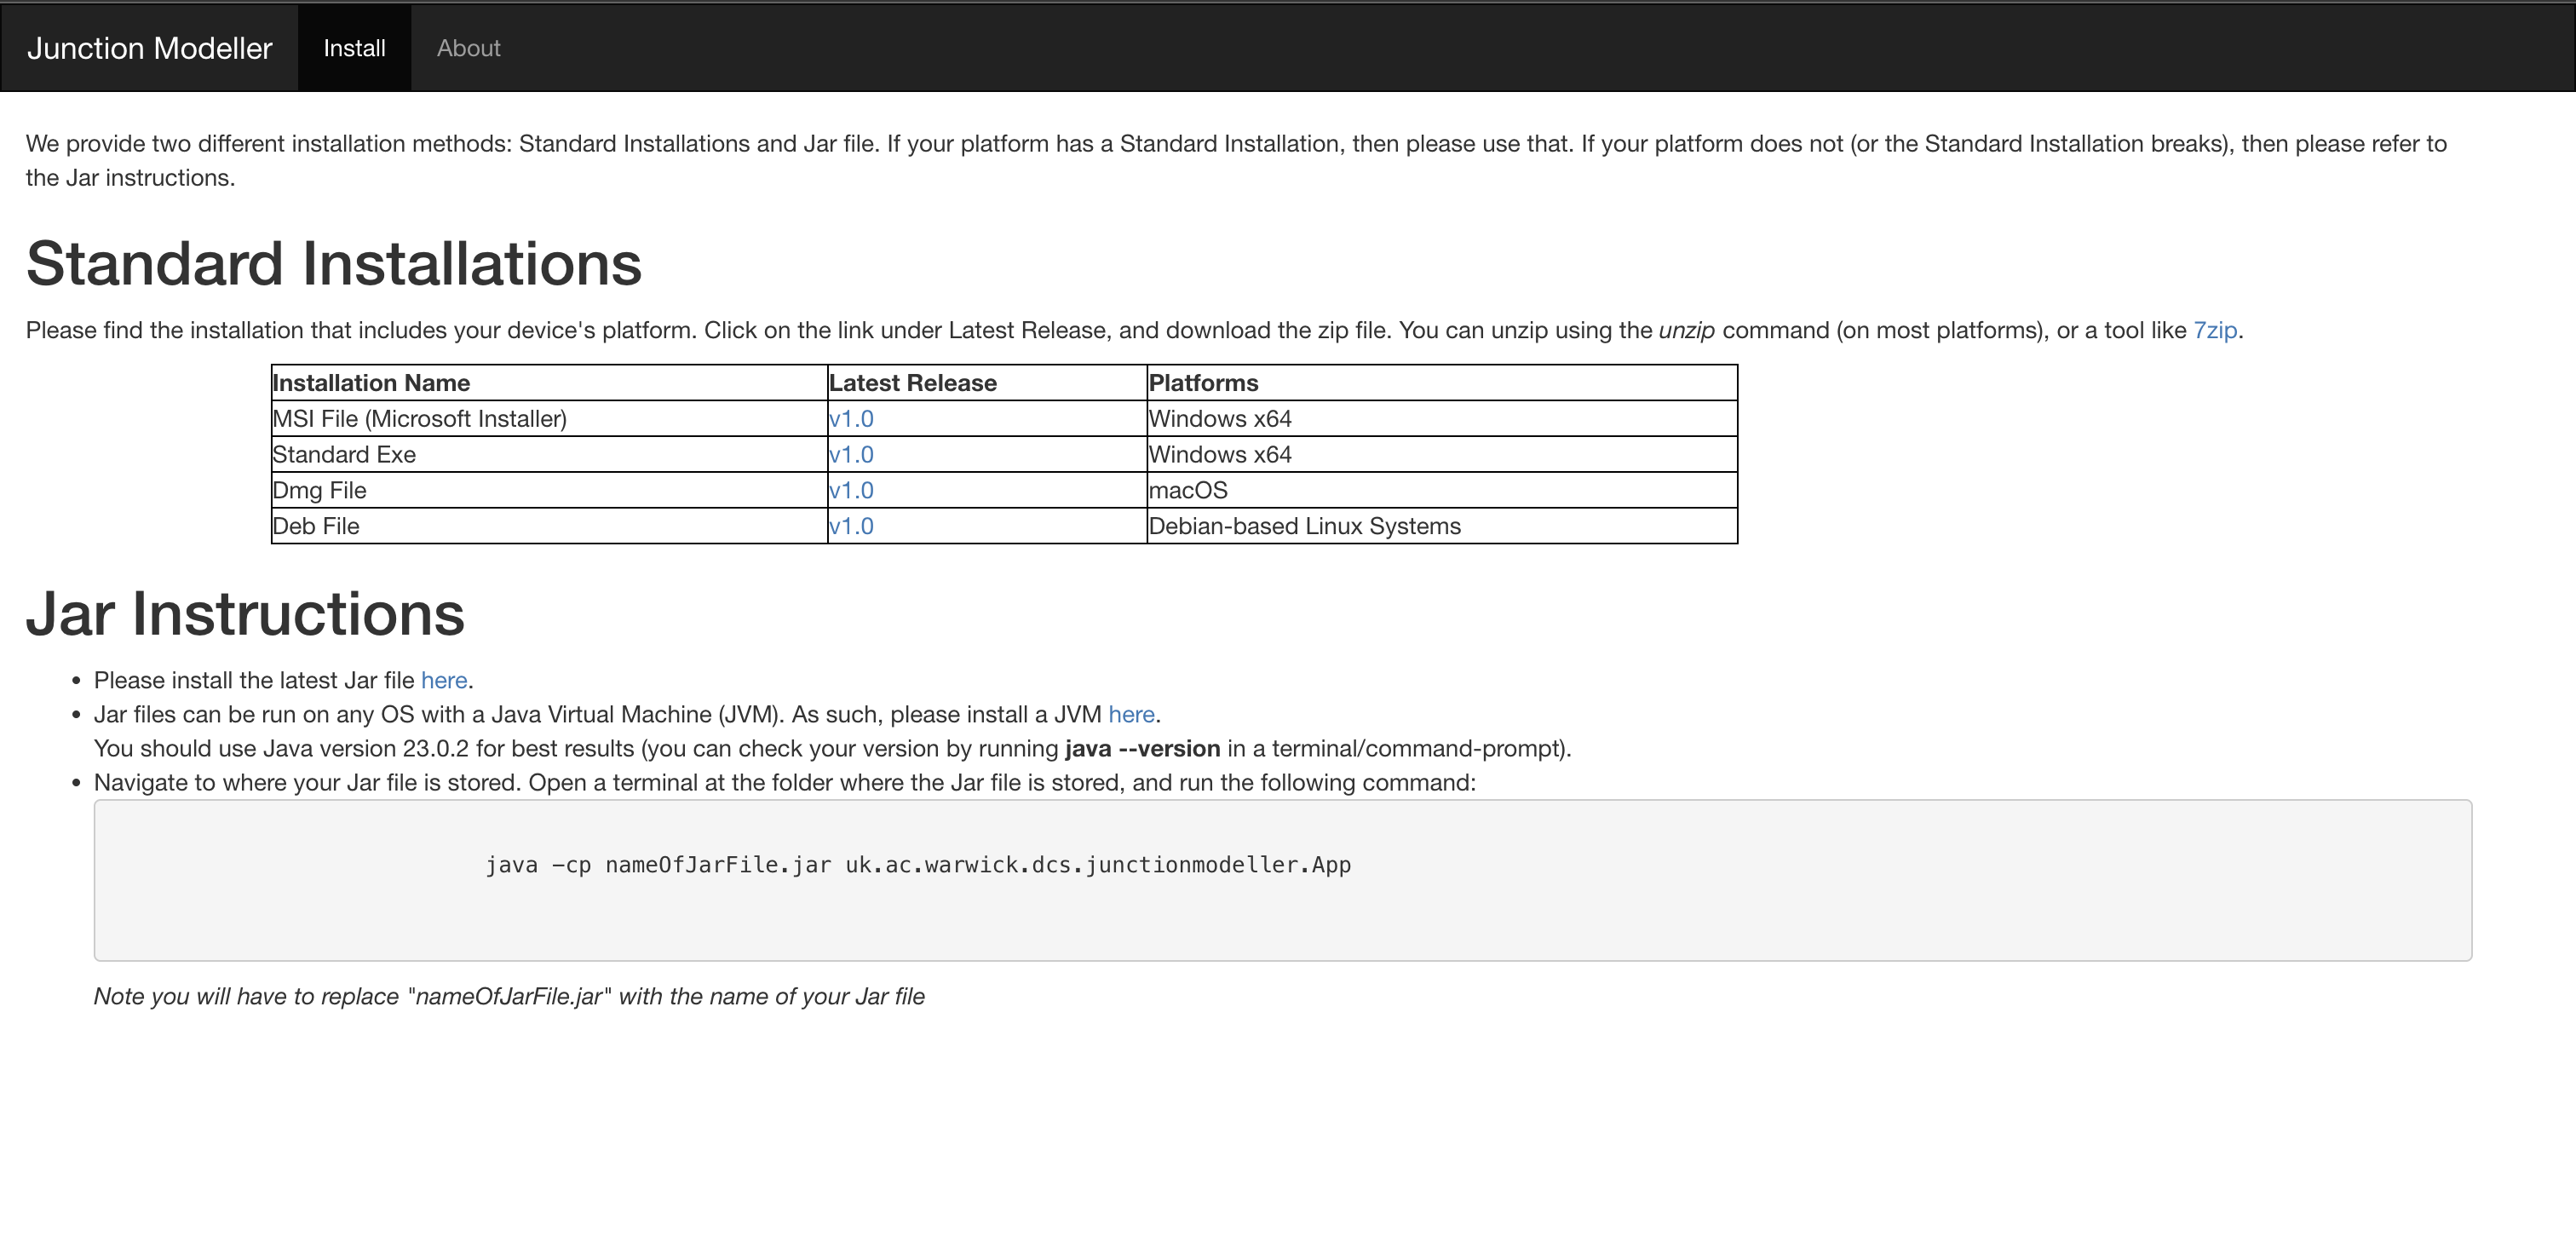 Junction Modeller Install About
We provide two different installation methods: Standard Installations and Jar file. If your platform has a Standard Installation, then please use that. If your platform does not (or the Standard Installation breaks), then please refer to
the Jar instructions.
Standard Installations
Please find the installation that includes your device's platform. Click on the link under Latest Release, and download the zip file. You can unzip using the unzip command (on most platforms), or a tool like 7zip.
Installation Name Latest Release Platforms
MSI File (Microsoft Installer) v1.0 Windows x64
Standard Exe v1.0 Windows x64
Dmg File v1.0 macOS
Deb File v1.0 Debian-based Linux Systems
Jar Instructions
• Please install the latest Jar file here.
• Jar files can be run on any OS with a Java Virtual Machine (JVM). As such, please install a JVM here.
You should use Java version 23.0.2 for best results (you can check your version by running java --version in a terminal/command-prompt).
• Navigate to where your Jar file is stored. Open a terminal at the folder where the Jar file is stored, and run the following command:
java -cp nameOfJarFile.jar uk.ac.warwick.dcs.junctionmodeller.App
Note you will have to replace "nameOfJarFile.jar" with the name of your Jar file